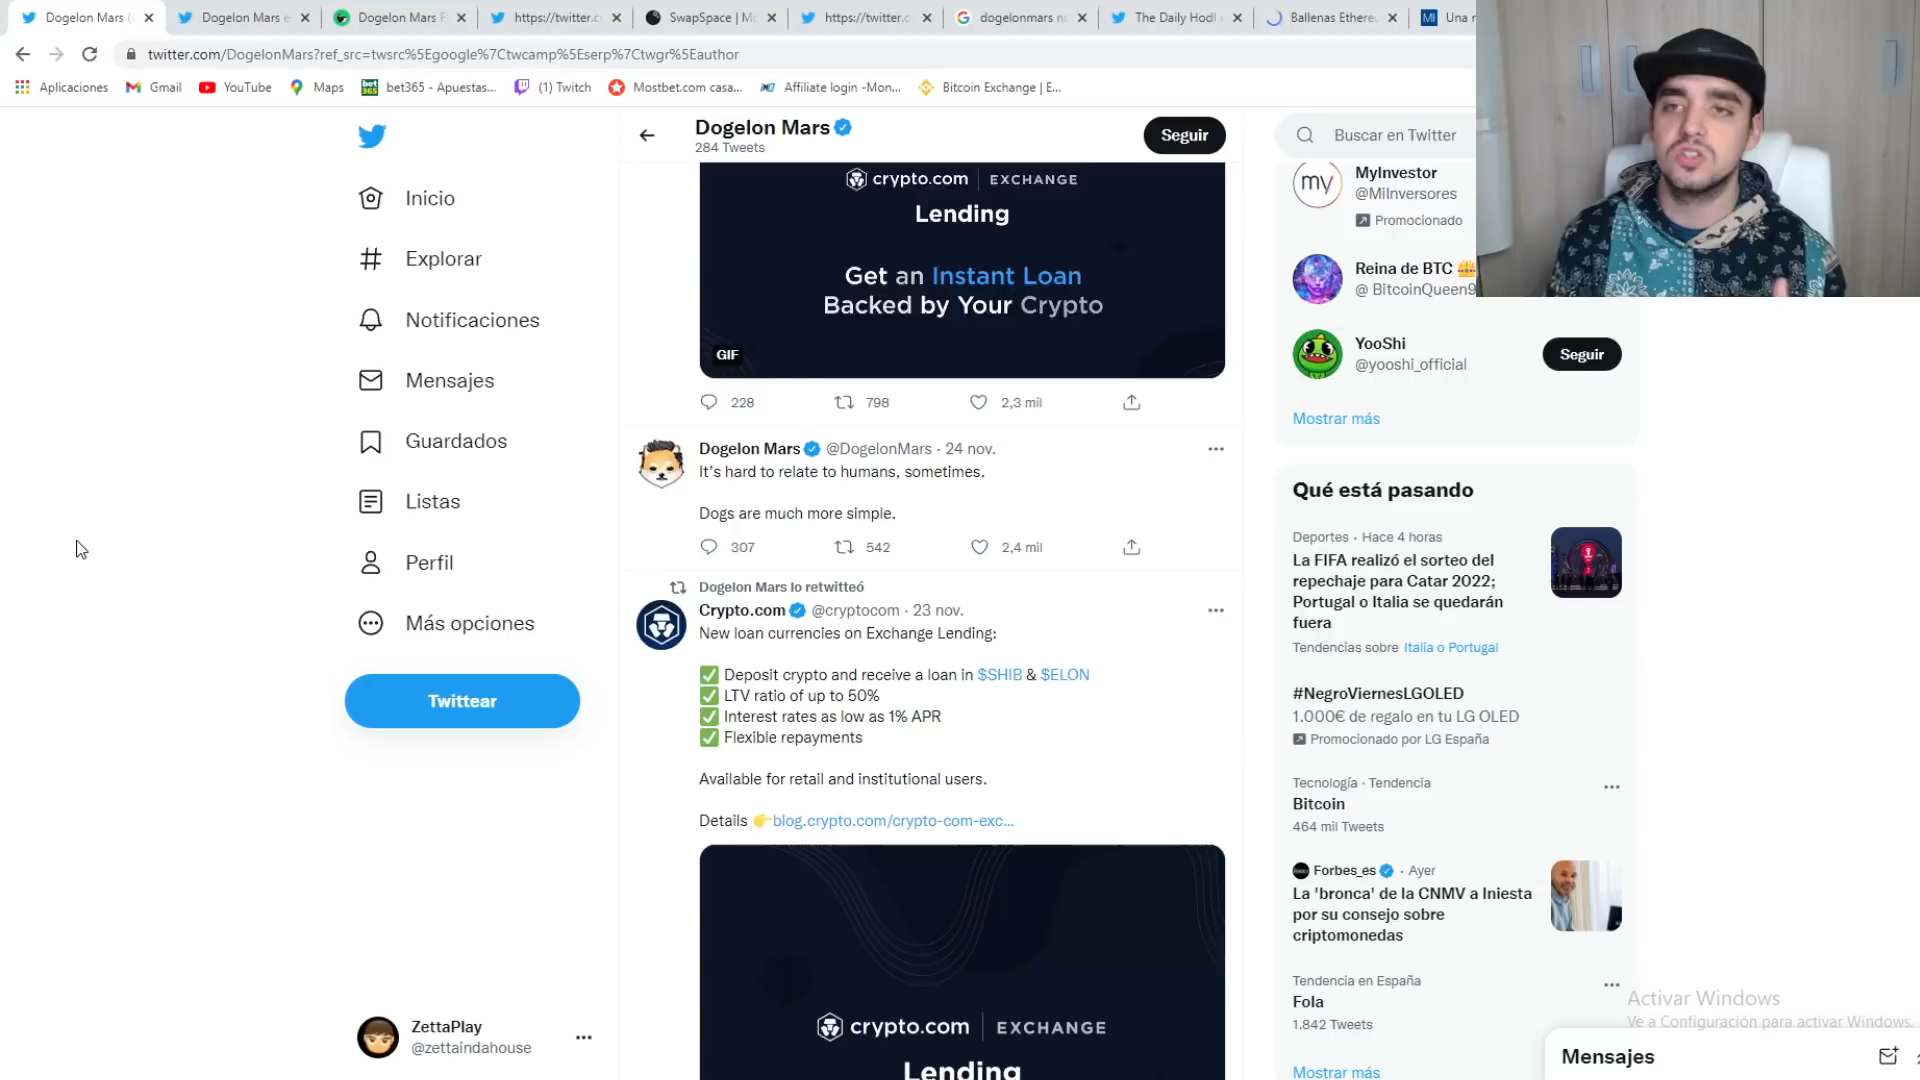 Dogelon Mars (
Dogelon Mars e
Dogelon Mars F
https://twitter.c
SwapSpace | Mc
https://twitter.c
dogelonmars no
The Daily Hodl
Ballenas Ethere
MI Una
twitter.com/DogelonMars?ref_src=twsrc%5Egoogle%7Ctwcamp%5Eserp%7Ctwgr%5Eauthor
Aplicaciones
Gmail
YouTube
Maps
bet365 bet365 - Apuestas...
(1) Twitch
Mostbet.com casa...
Affiliate login -Mon...
Bitcoin Exchange | E...
Inicio
Explorar
Notificaciones
Mensajes
Guardados
Listas
Perfil
Más opciones
Twittear
ZettaPlay
@zettaindahouse
Dogelon Mars
284 Tweets
Seguir
crypto.com | EXCHANGE
Lending
Get an Instant Loan
Backed by Your Crypto
GIF
228 798 2,3 mil
Dogelon Mars @DogelonMars · 24 nov.
It's hard to relate to humans, sometimes.
Dogs are much more simple.
307 542 2,4 mil
Dogelon Mars lo retwitteó
Crypto.com @cryptocom · 23 nov.
New loan currencies on Exchange Lending:
✅ Deposit crypto and receive a loan in $SHIB & $ELON
✅ LTV ratio of up to 50%
✅ Interest rates as low as 1% APR
✅ Flexible repayments
Available for retail and institutional users.
Details 👉blog.crypto.com/crypto-com-exc...
crypto.com | EXCHANGE
Lending
Buscar en Twitter
my
MyInvestor
@MiInversores
Promocionado
Reina de BTC 👑
@ BitcoinQueen9
YooShi
@yooshi_official
Seguir
Mostrar más
Qué está pasando
Deportes · Hace 4 horas
La FIFA realizó el sorteo del
repechaje para Catar 2022;
Portugal o Italia se quedarán
fuera
Tendencias sobre Italia o Portugal
#NegroViernesLGOLED
1.000€ de regalo en tu LG OLED
Promocionado por LG España
Tecnología · Tendencia
Bitcoin
464 mil Tweets
Forbes_es · Ayer
La 'bronca' de la CNMV a Iniesta
por su consejo sobre
criptomonedas
Tendencia en España
Fola
1.842 Tweets
Mostrar más
Activar Windows
Ve a Configuración para activar Windows.
Mensajes